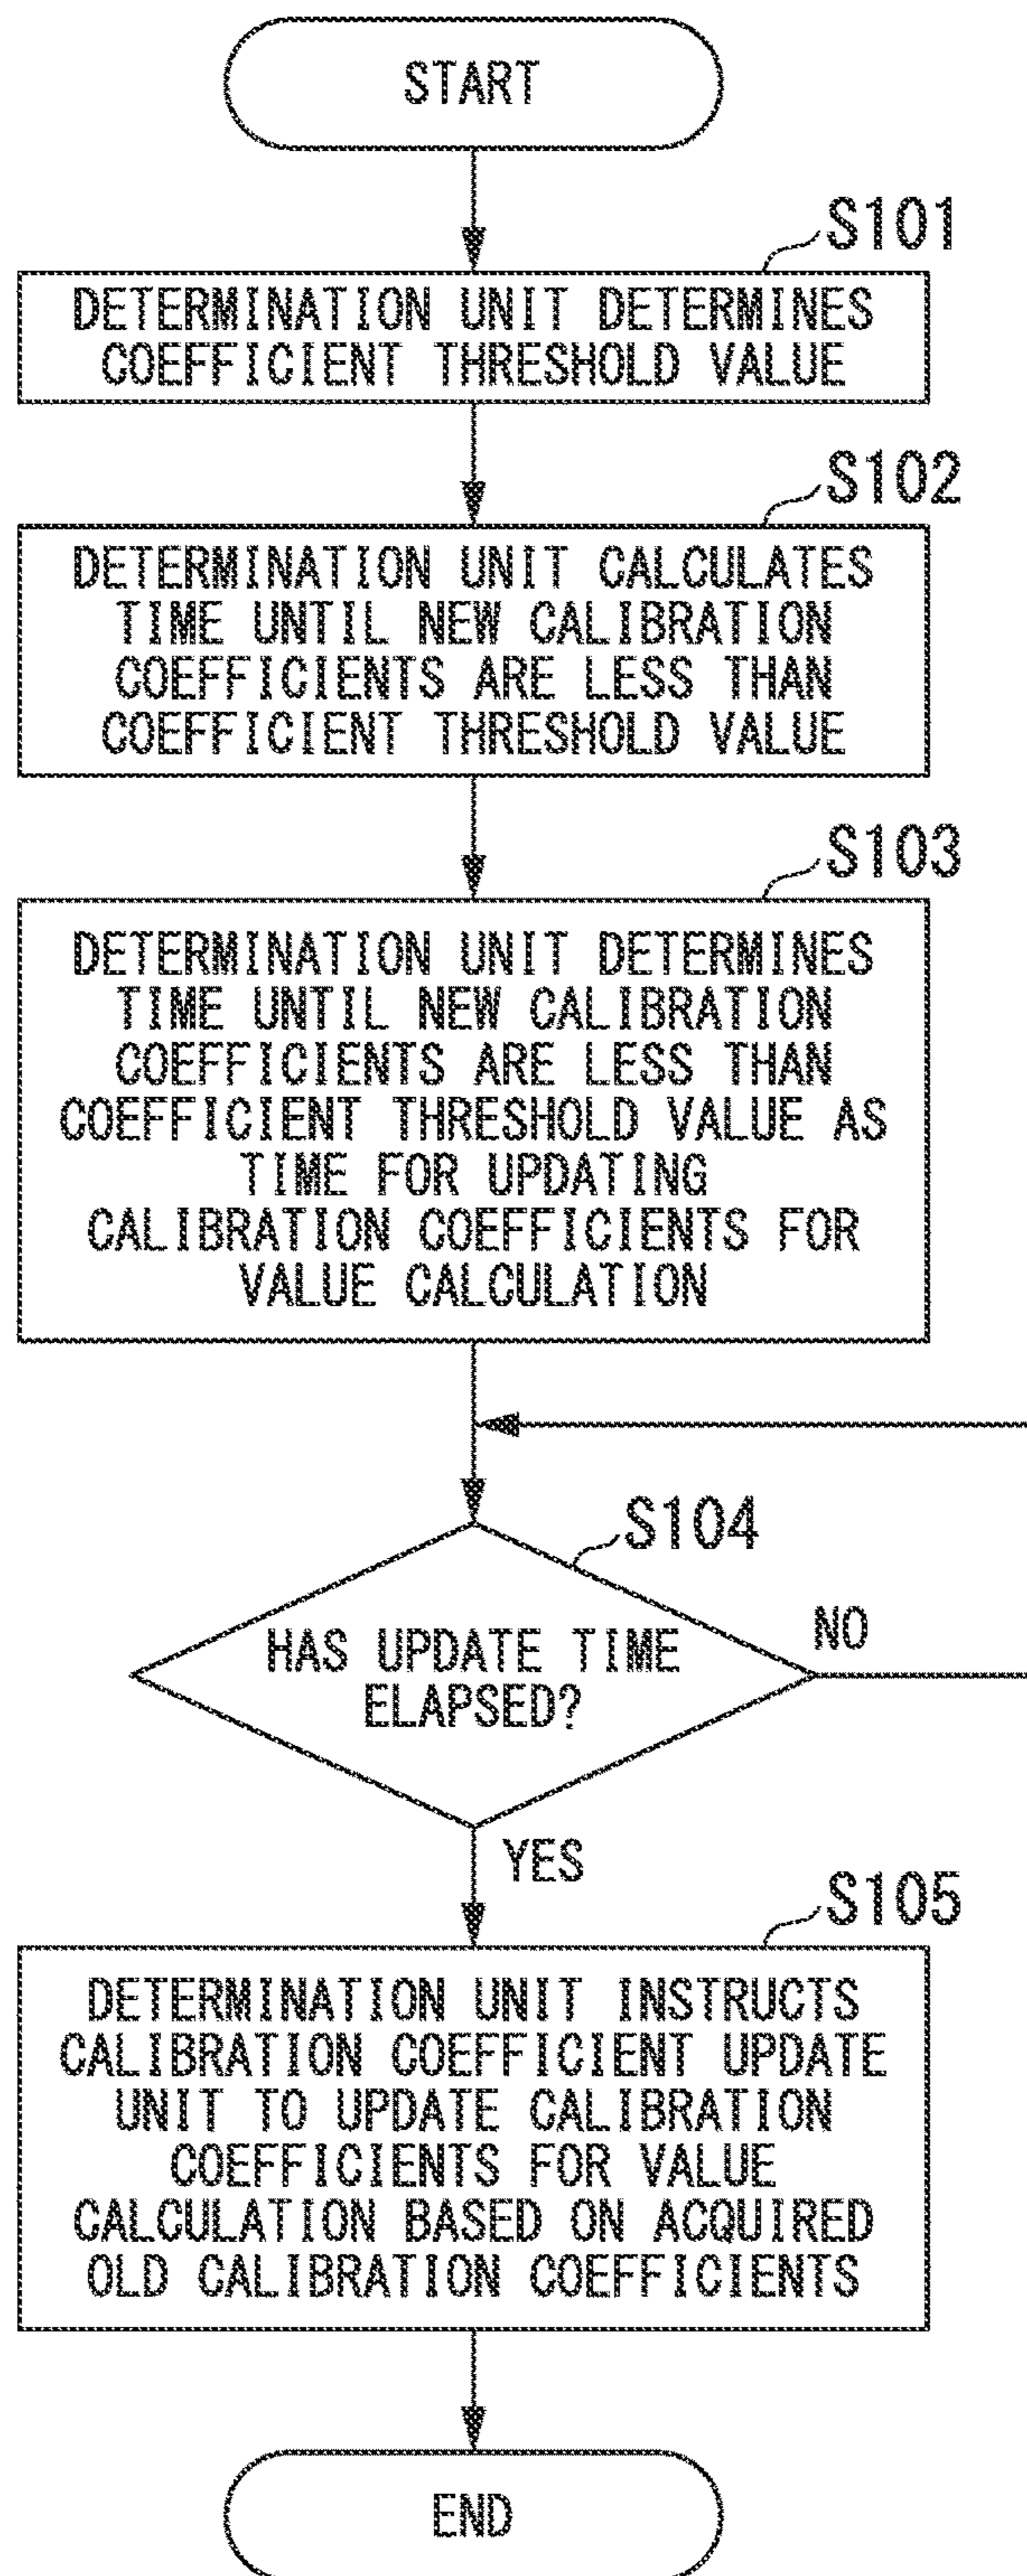 START
S101
DETERMINATION UNIT DETERMINES
COEFFICIENT THRESHOLD VALUE
S102
DETERMINATION UNIT CALCULATES
TIME UNTIL NEW CALIBRATION
COEFFICIENTS ARE LESS THAN
COEFFICIENT THRESHOLD VALUE
S103
DETERMINATION UNIT DETERMINES
TIME UNTIL NEW CALIBRATION
COEFFICIENTS ARE LESS THAN
COEFFICIENT THRESHOLD VALUE AS
TIME FOR UPDATING
CALIBRATION COEFFICIENTS FOR
VALUE CALCULATION
S104
HAS UPDATE TIME
ELAPSED?
NO
YES
S105
DETERMINATION UNIT INSTRUCTS
CALIBRATION COEFFICIENT UPDATE
UNIT TO UPDATE CALIBRATION
COEFFICIENTS FOR VALUE
CALCULATION BASED ON ACQUIRED
OLD CALIBRATION COEFFICIENTS
END